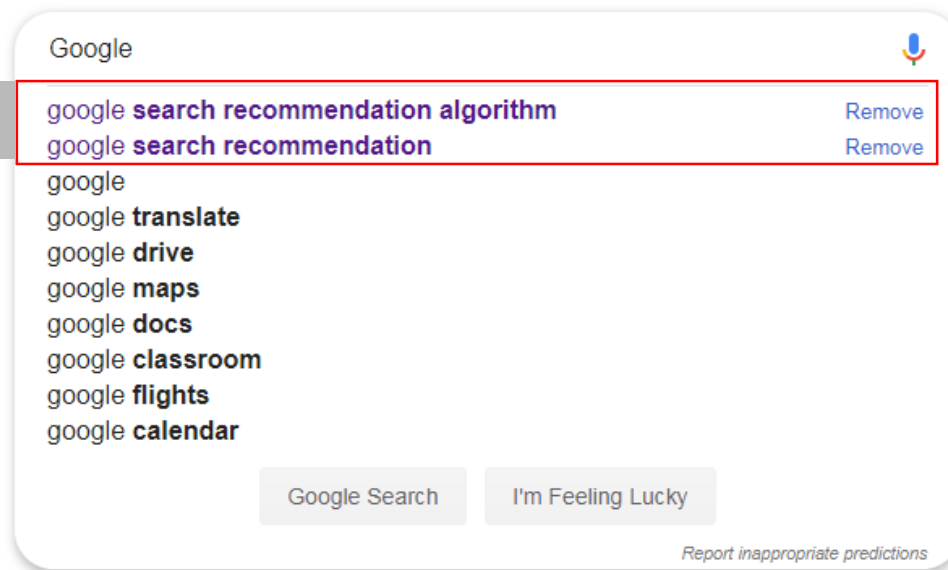 Google
google search recommendation algorithm Remove
google search recommendation Remove
google
google translate
google drive
google maps
google docs
google classroom
google flights
google calendar
Google Search I'm Feeling Lucky
Report inappropriate predictions